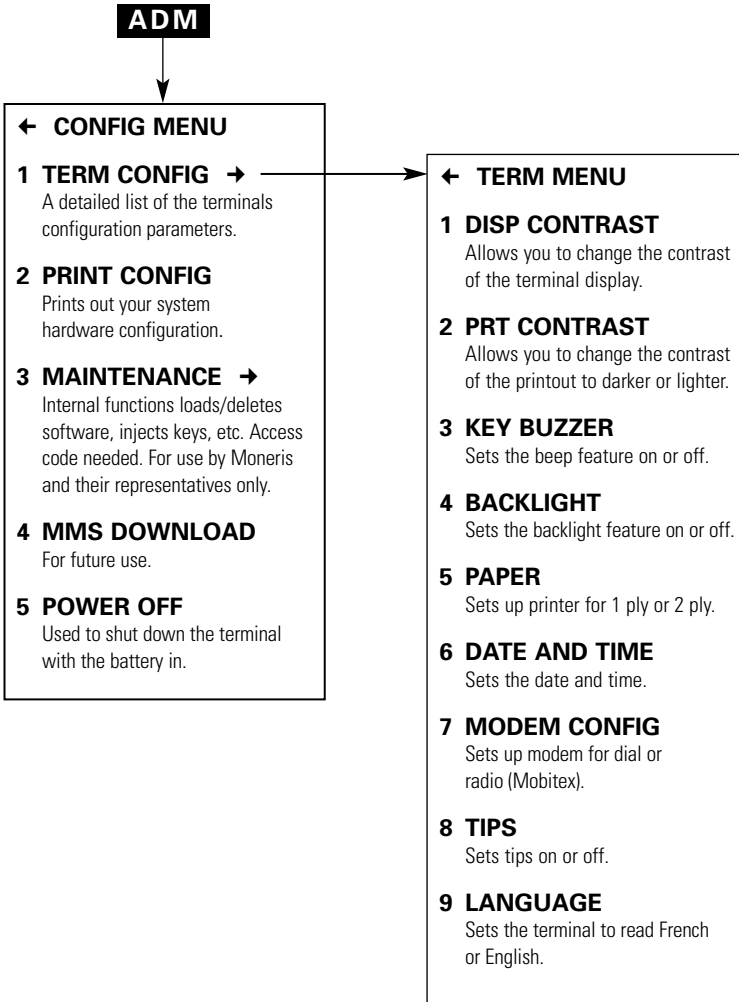 ADM
← CONFIG MENU
1 TERM CONFIG →
A detailed list of the terminals
configuration parameters.
2 PRINT CONFIG
Prints out your system
hardware configuration.
3 MAINTENANCE →
Internal functions loads/deletes
software, injects keys, etc. Access
code needed. For use by Moneris
and their representatives only.
4 MMS DOWNLOAD
For future use.
5 POWER OFF
Used to shut down the terminal
with the battery in.
← TERM MENU
1 DISP CONTRAST
Allows you to change the contrast
of the terminal display.
2 PRT CONTRAST
Allows you to change the contrast
of the printout to darker or lighter.
3 KEY BUZZER
Sets the beep feature on or off.
4 BACKLIGHT
Sets the backlight feature on or off.
5 PAPER
Sets up printer for 1 ply or 2 ply.
6 DATE AND TIME
Sets the date and time.
7 MODEM CONFIG
Sets up modem for dial or
radio (Mobitex).
8 TIPS
Sets tips on or off.
9 LANGUAGE
Sets the terminal to read French
or English.